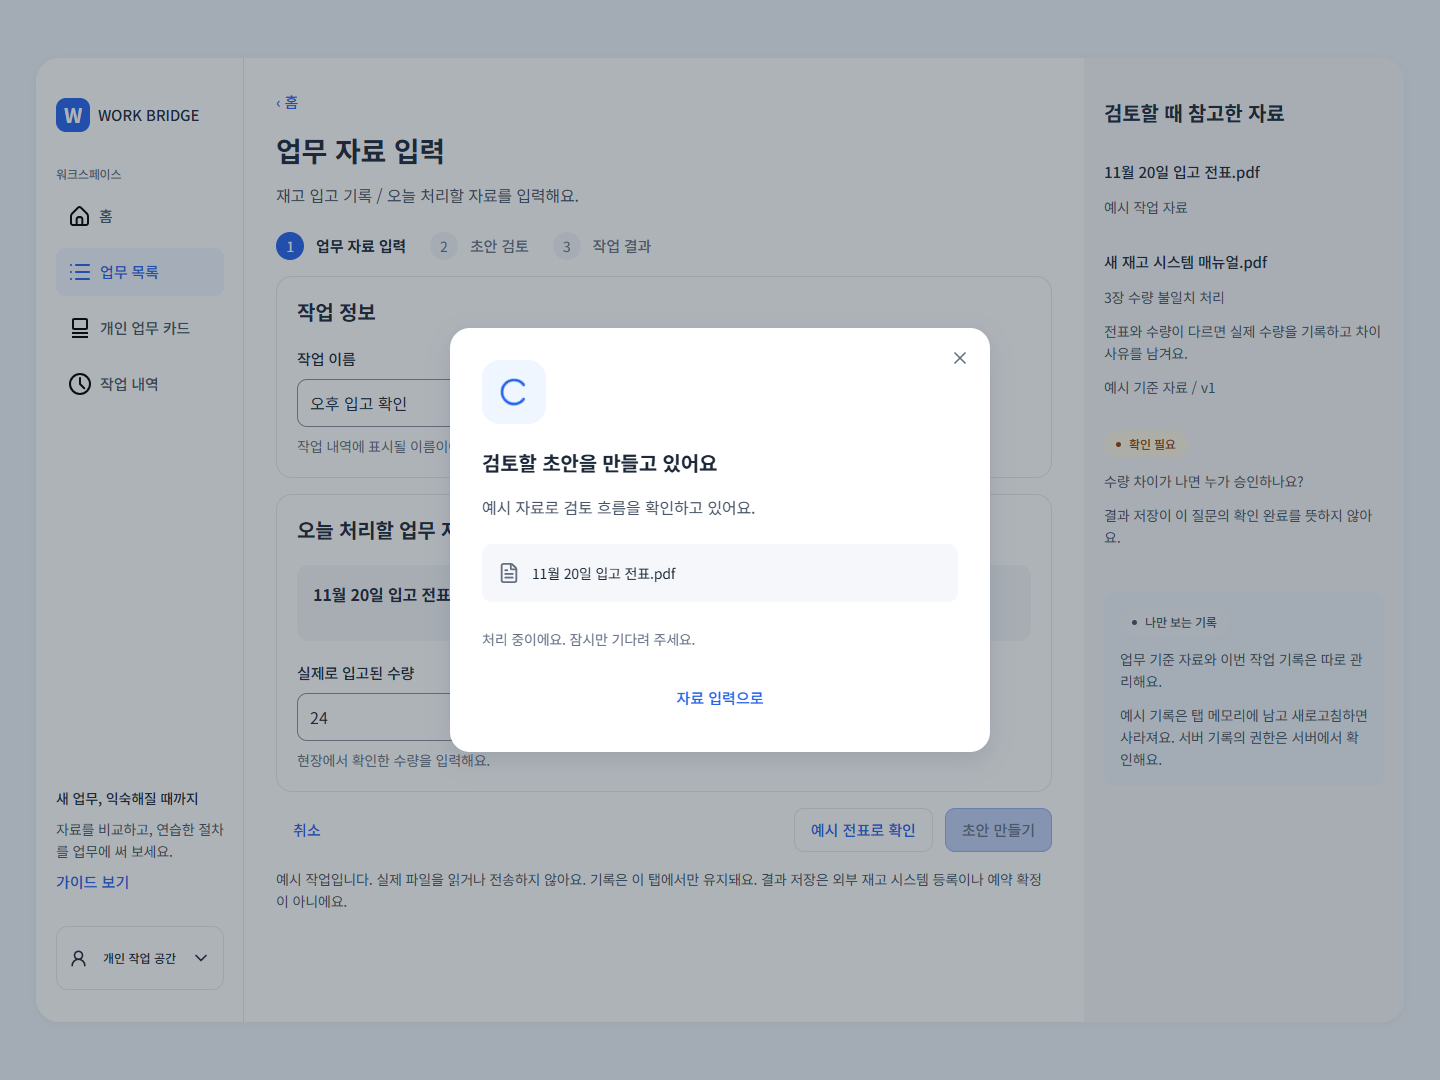 W WORK BRIDGE
워크스페이스
홈
업무 목록
개인 업무 카드
작업 내역
새 업무, 익숙해질 때까지
자료를 비교하고, 연습한 절차
를 업무에 써 보세요.
가이드 보기
개인 작업 공간
‹ 홈
업무 자료 입력
재고 입고 기록 / 오늘 처리할 자료를 입력해요.
1 업무 자료 입력 2 초안 검토 3 작업 결과
작업 정보
작업 이름
오후 입고 확인
작업 내역에 표시될 이름이
오늘 처리할 업무
11월 20일 입고 전표
실제로 입고된 수량
24
현장에서 확인한 수량을 입력해요.
취소
예시 전표로 확인
초안 만들기
예시 작업입니다. 실제 파일을 읽거나 전송하지 않아요. 기록은 이 탭에서만 유지돼요. 결과 저장은 외부 재고 시스템 등록이나 예약 확정
이 아니에요.
검토할 초안을 만들고 있어요
예시 자료로 검토 흐름을 확인하고 있어요.
11월 20일 입고 전표.pdf
처리 중이에요. 잠시만 기다려 주세요.
자료 입력으로
검토할 때 참고한 자료
11월 20일 입고 전표.pdf
예시 작업 자료
새 재고 시스템 매뉴얼.pdf
3장 수량 불일치 처리
전표와 수량이 다르면 실제 수량을 기록하고 차이
사유를 남겨요.
예시 기준 자료 / v1
확인 필요
수량 차이가 나면 누가 승인하나요?
결과 저장이 이 질문의 확인 완료를 뜻하지 않아
요.
나만 보는 기록
업무 기준 자료와 이번 작업 기록은 따로 관
리해요.
예시 기록은 탭 메모리에 남고 새로고침하면
사라져요. 서버 기록의 권한은 서버에서 확
인해요.